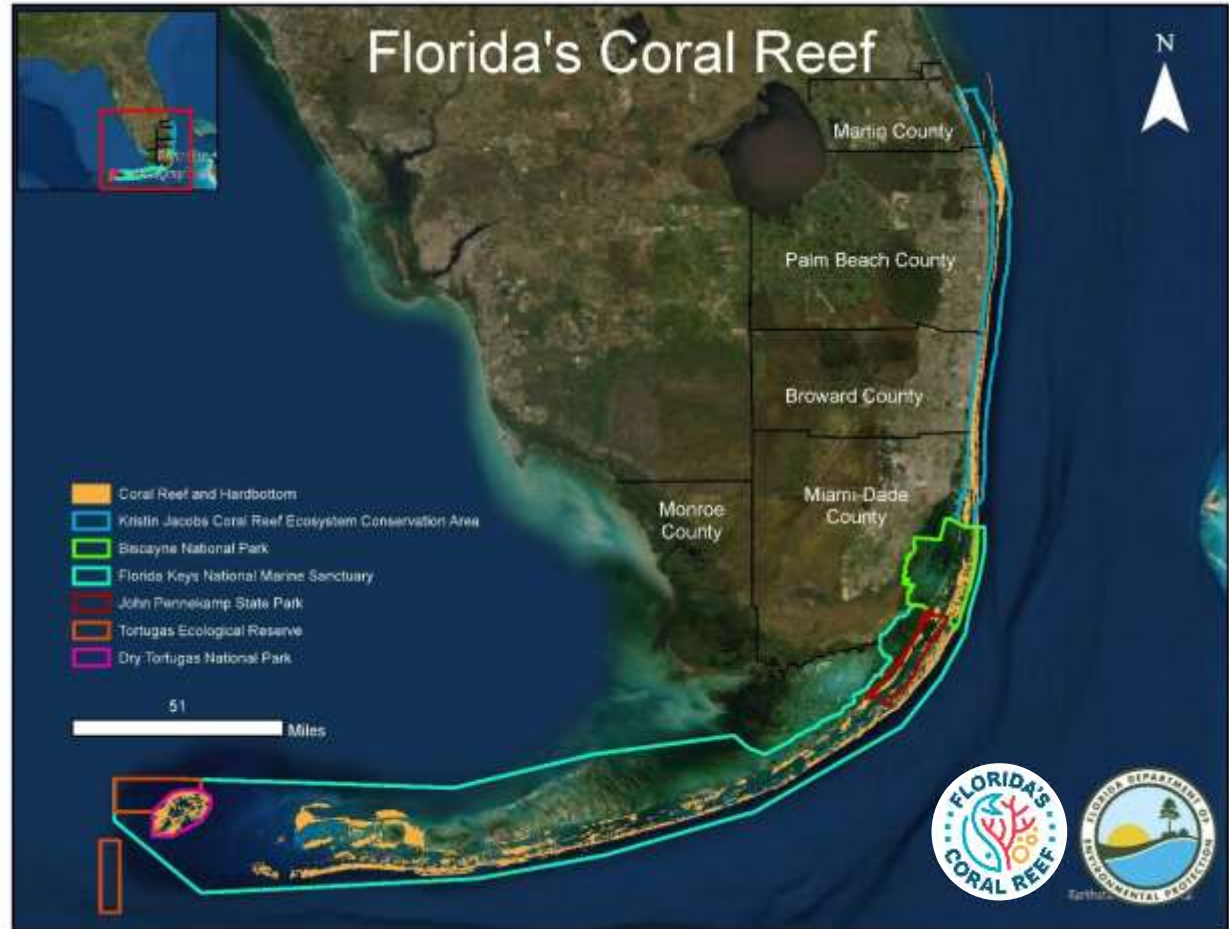 Florida's Coral Reef
N
Martin County
Palm Beach County
Broward County
Miami-Dade
County
Monroe
County
Coral Reef and Hardbottom
Kristin Jacobs Coral Reef Ecosystem Conservation Area
Biscayne National Park
Florida Keys National Marine Sanctuary
John Pennekamp State Park
Tortugas Ecological Reserve
Dry Tortugas National Park
51
Miles
FLORIDA'S
CORAL REEF
FLORIDA DEPARTMENT OF
ENVIRONMENTAL PROTECTION